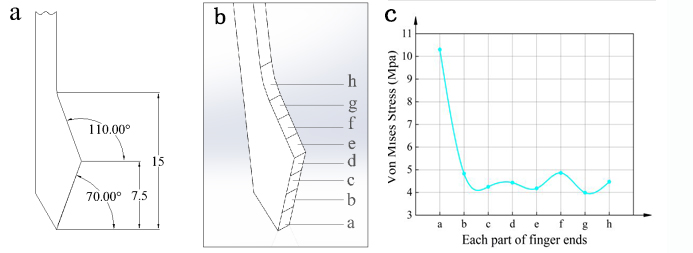 a
110.00°
15
70.00°
7.5
b
h
g
f
e
d
c
b
a
c
Von Mises Stress (Mpa)
11
10
9
8
7
6
5
4
3
a b c d e f g h
Each part of finger ends